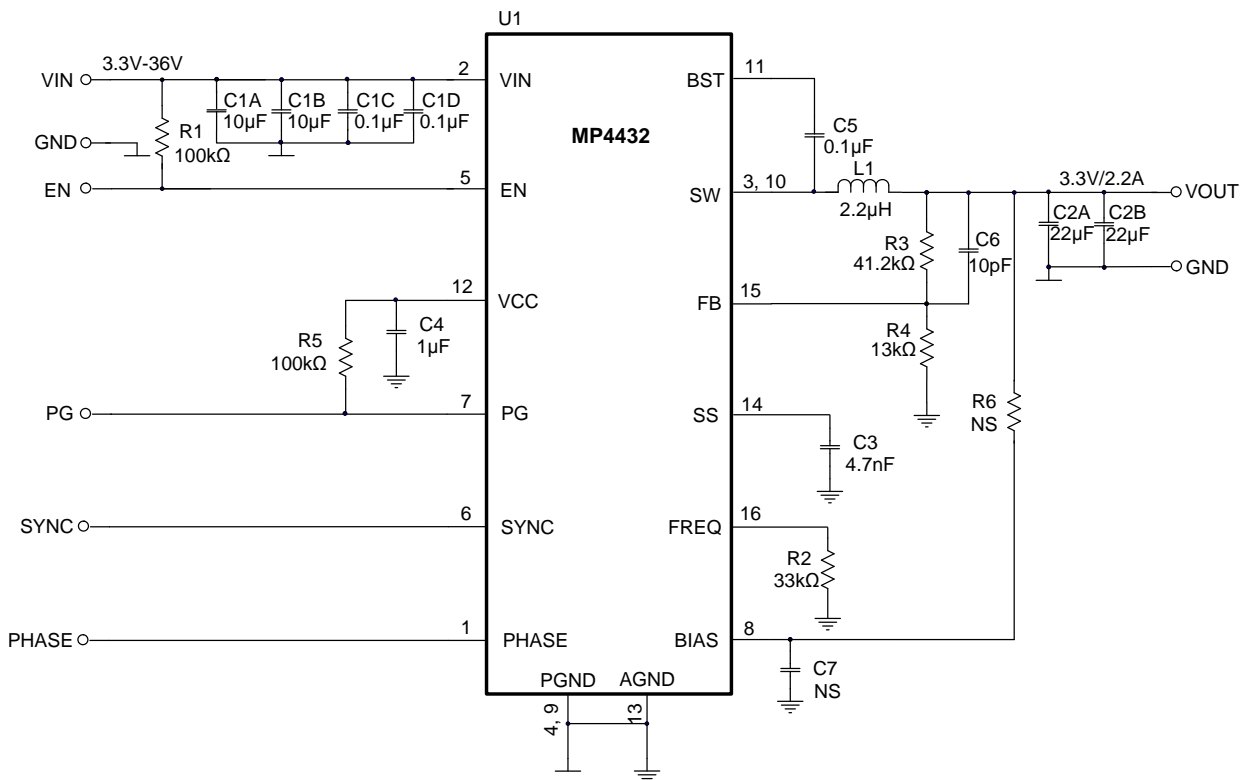 U1
MP4432
VIN
3.3V-36V
2
VIN
C1A
10µF
C1B
10µF
C1C
0.1µF
C1D
0.1µF
GND
R1
100kΩ
EN
5
EN
12
VCC
C4
1µF
R5
100kΩ
PG
7
PG
SYNC
6
SYNC
PHASE
1
PHASE
PGND
AGND
4, 9
13
BST
11
C5
0.1µF
L1
2.2µH
SW
3, 10
3.3V/2.2A
VOUT
R3
41.2kΩ
C6
10pF
C2A
22µF
C2B
22µF
GND
FB
15
R4
13kΩ
R6
NS
SS
14
C3
4.7nF
FREQ
16
R2
33kΩ
BIAS
8
C7
NS